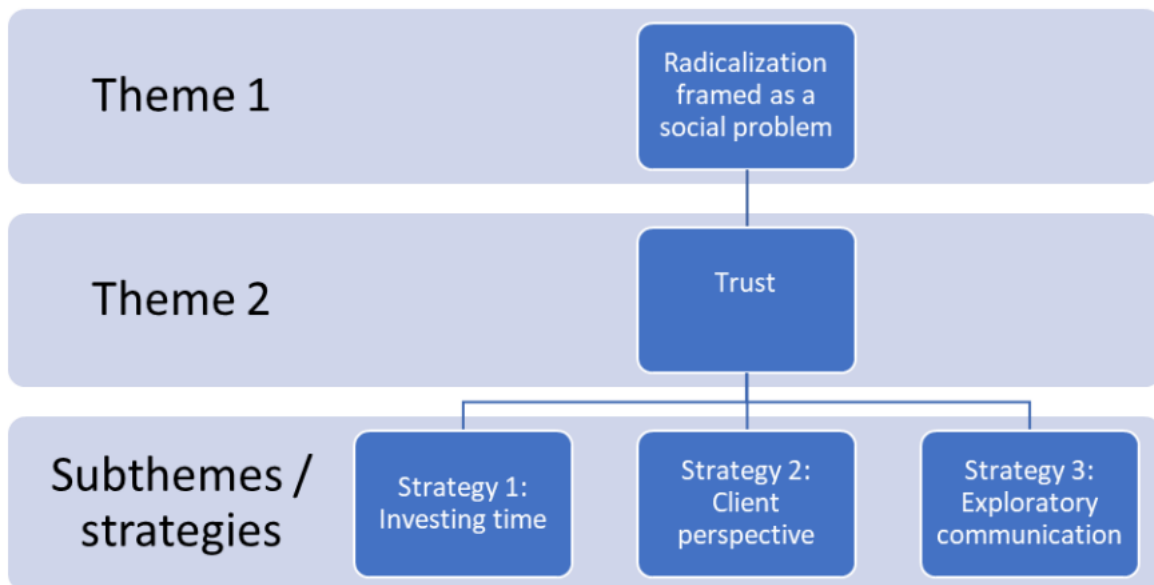 Theme 1
Radicalization
framed as a
social problem
Theme 2
Trust
Subthemes /
strategies
Strategy 1:
Investing time
Strategy 2:
Client
perspective
Strategy 3:
Exploratory
communication